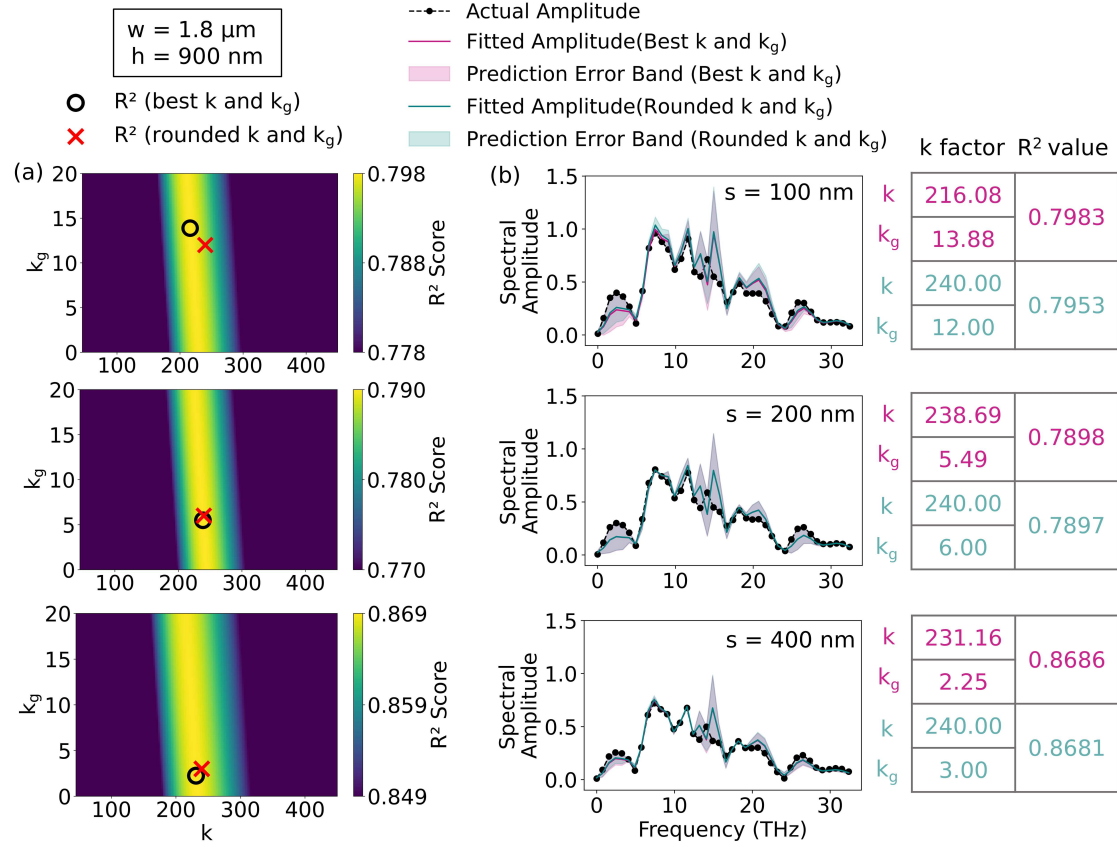 w = 1.8 μm
h = 900 nm
R² (best k and kg)
R² (rounded k and kg)
Actual Amplitude
Fitted Amplitude(Best k and kg)
Prediction Error Band (Best k and kg)
Fitted Amplitude(Rounded k and kg)
Prediction Error Band (Rounded k and kg)
k factor R² value
(a)
20
15
10
5
0
kg
100 200 300 400
0.798
0.788
0.778
R² Score
20
15
10
5
0
kg
100 200 300 400
0.790
0.780
0.770
R² Score
20
15
10
5
0
kg
100 200 300 400
k
0.869
0.859
0.849
R² Score
(b)
s = 100 nm
1.5
1.0
0.5
0.0
Spectral
Amplitude
0 10 20 30
k 216.08 0.7983
kg 13.88
k 240.00 0.7953
kg 12.00
s = 200 nm
1.5
1.0
0.5
0.0
Spectral
Amplitude
0 10 20 30
k 238.69 0.7898
kg 5.49
k 240.00 0.7897
kg 6.00
s = 400 nm
1.5
1.0
0.5
0.0
Spectral
Amplitude
0 10 20 30
Frequency (THz)
k 231.16 0.8686
kg 2.25
k 240.00 0.8681
kg 3.00